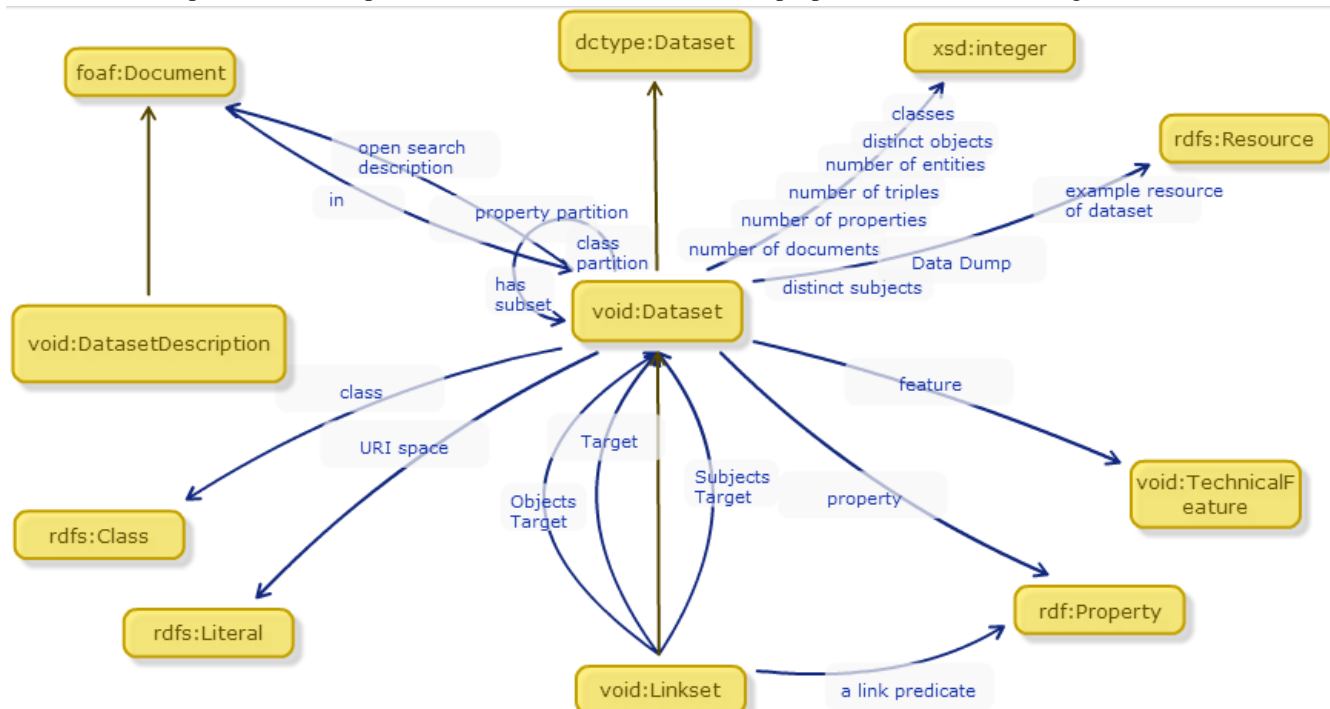 dctype:Dataset
xsd:integer
foaf:Document
classes
distinct objects
rdfs:Resource
open search
description
number of entities
number of triples
example resource
of dataset
in
property partition
number of properties
class
partition
number of documents
Data Dump
has
subset
distinct subjects
void:Dataset
void:DatasetDescription
class
feature
URI space
Target
Subjects
Target
Objects
Target
property
void:TechnicalF
eature
rdfs:Class
rdf:Property
rdfs:Literal
void:Linkset
a link predicate